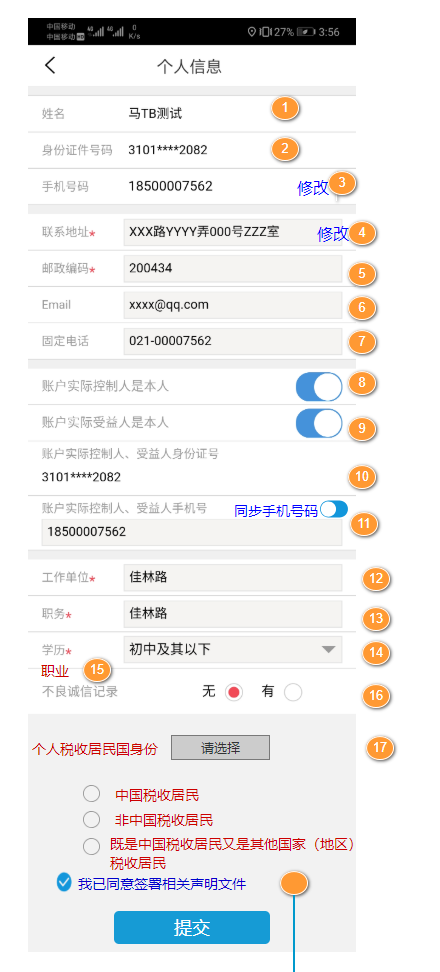 中国移动 46 46 0
中国移动 HD K/s 27% 3:56
个人信息
姓名 马TB测试 1
身份证件号码 3101****2082 2
手机号码 18500007562 修改 3
联系地址* XXX路YYYY弄000号ZZZ室 修改 4
邮政编码* 200434 5
Email xxxx@qq.com 6
固定电话 021-00007562 7
账户实际控制人是本人 8
账户实际受益人是本人 9
账户实际控制人、受益人身份证号
3101****2082 10
账户实际控制人、受益人手机号 同步手机号码
18500007562 11
工作单位* 佳林路 12
职务* 佳林路 13
学历* 初中及其以下 14
职业 15
不良诚信记录 无 有 16
个人税收居民国身份 请选择 17
中国税收居民
非中国税收居民
既是中国税收居民又是其他国家（地区）
税收居民
我已同意签署相关声明文件
提交